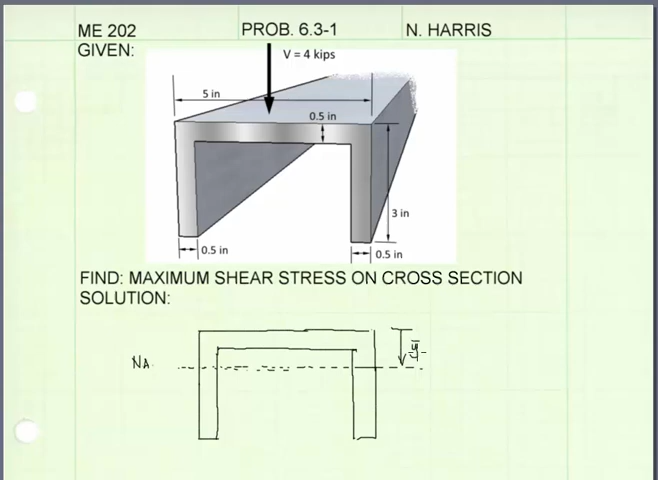 ME 202 PROB. 6.3-1 N. HARRIS
GIVEN:
V = 4 kips
5 in
0.5 in
3 in
0.5 in
0.5 in
FIND: MAXIMUM SHEAR STRESS ON CROSS SECTION
SOLUTION:
ȳ
NA